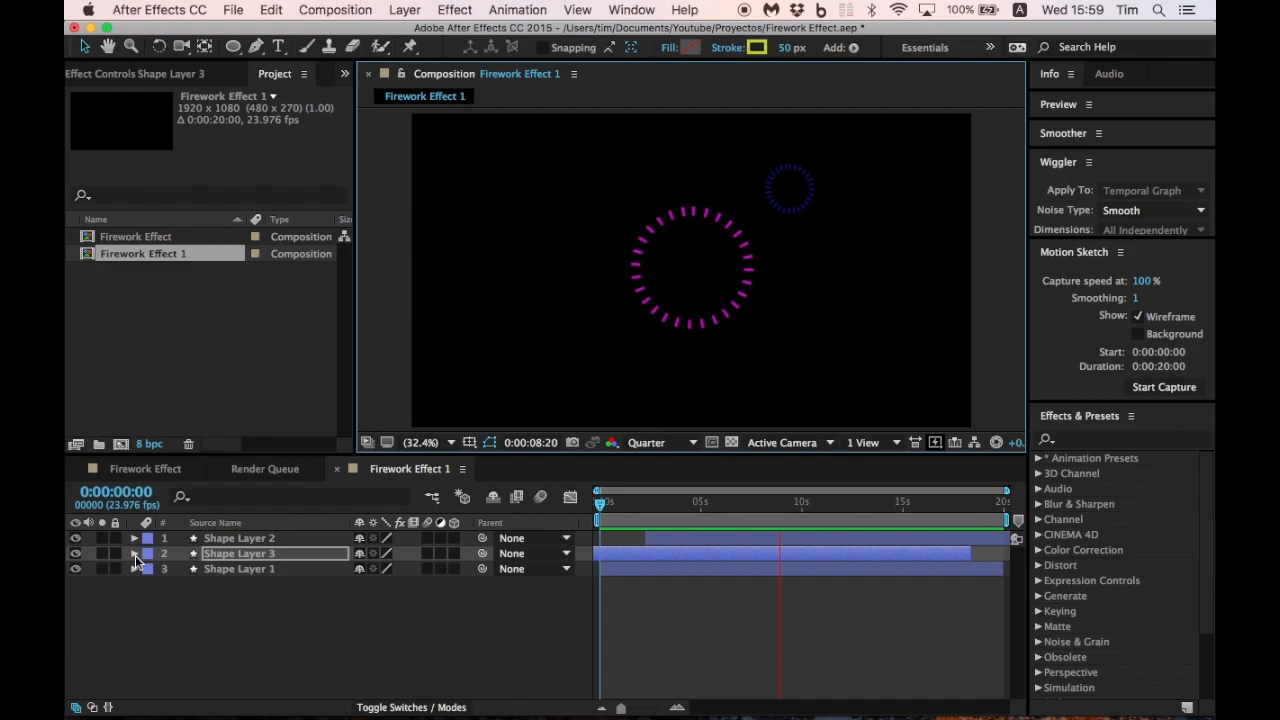 After Effects CC File Edit Composition Layer Effect Animation View Window Help 100% A Wed 15:59 Tim
Adobe After Effects CC 2015 - /Users/tim/Documents/Youtube/Proyectos/Firework Effect.aep *
Snapping Fill: Stroke: 50 px Add: Essentials Search Help
Effect Controls Shape Layer 3 Project Composition Firework Effect 1 Info Audio
Firework Effect 1
Firework Effect 1
1920 x 1080 (480 x 270) (1.00)
Δ 0:00:20:00, 23.976 fps
Preview
Smoother
Wiggler
Apply To: Temporal Graph
Noise Type: Smooth
Dimensions: All Independently
Name Type Size
Firework Effect Composition
Firework Effect 1 Composition
Motion Sketch
Capture speed at: 100 %
Smoothing: 1
Show: Wireframe
Background
Start: 0:00:00:00
Duration: 0:00:20:00
Start Capture
Effects & Presets
8 bpc (32.4%) 0:00:08:20 Quarter Active Camera 1 View +0.
Firework Effect Render Queue Firework Effect 1
0:00:00:00
00000 (23.976 fps)
05s 10s 15s 20s
# Source Name Parent
1 Shape Layer 2 None
2 Shape Layer 3 None
3 Shape Layer 1 None
* Animation Presets
3D Channel
Audio
Blur & Sharpen
Channel
CINEMA 4D
Color Correction
Distort
Expression Controls
Generate
Keying
Matte
Noise & Grain
Obsolete
Perspective
Simulation
Toggle Switches / Modes